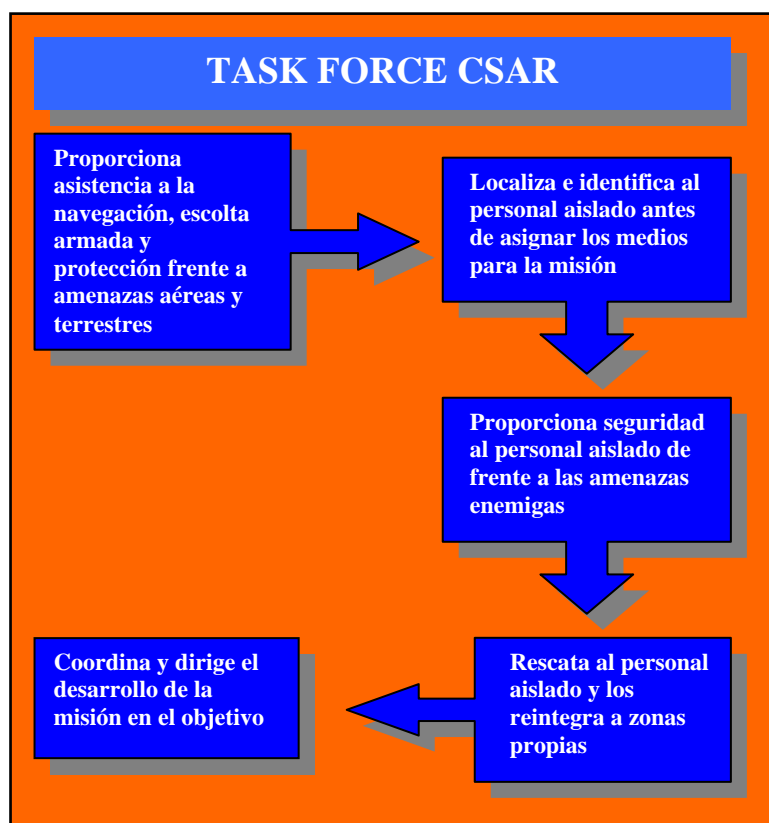 TASK FORCE CSAR
Proporciona
asistencia a la
navegación, escolta
armada y
protección frente a
amenazas aéreas y
terrestres
Localiza e identifica al
personal aislado antes
de asignar los medios
para la misión
Proporciona seguridad
al personal aislado de
frente a las amenazas
enemigas
Rescata al personal
aislado y los
reintegra a zonas
propias
Coordina y dirige el
desarrollo de la
misión en el objetivo